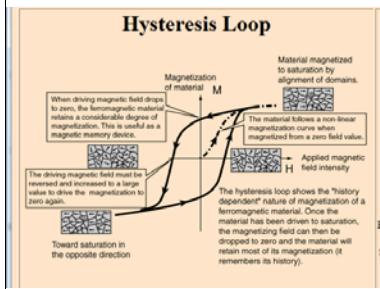 Hysteresis Loop
Material magnetized
to saturation by
alignment of domains.
Magnetization
of material
M
When driving magnetic field drops
to zero, the ferromagnetic material
retains a considerable degree of
magnetization. This is useful as a
magnetic memory device.
The material follows a non-linear
magnetization curve when
magnetized from a zero field value.
H
Applied magnetic
field intensity
The driving magnetic field must be
reversed and increased to a large
value to drive the magnetization to
zero again.
The hysteresis loop shows the "history
dependent" nature of magnetization of a
ferromagnetic material. Once the
material has been driven to saturation,
the magnetizing field can then be
dropped to zero and the material will
retain most of its magnetization (it
remembers its history).
Toward saturation in
the opposite direction